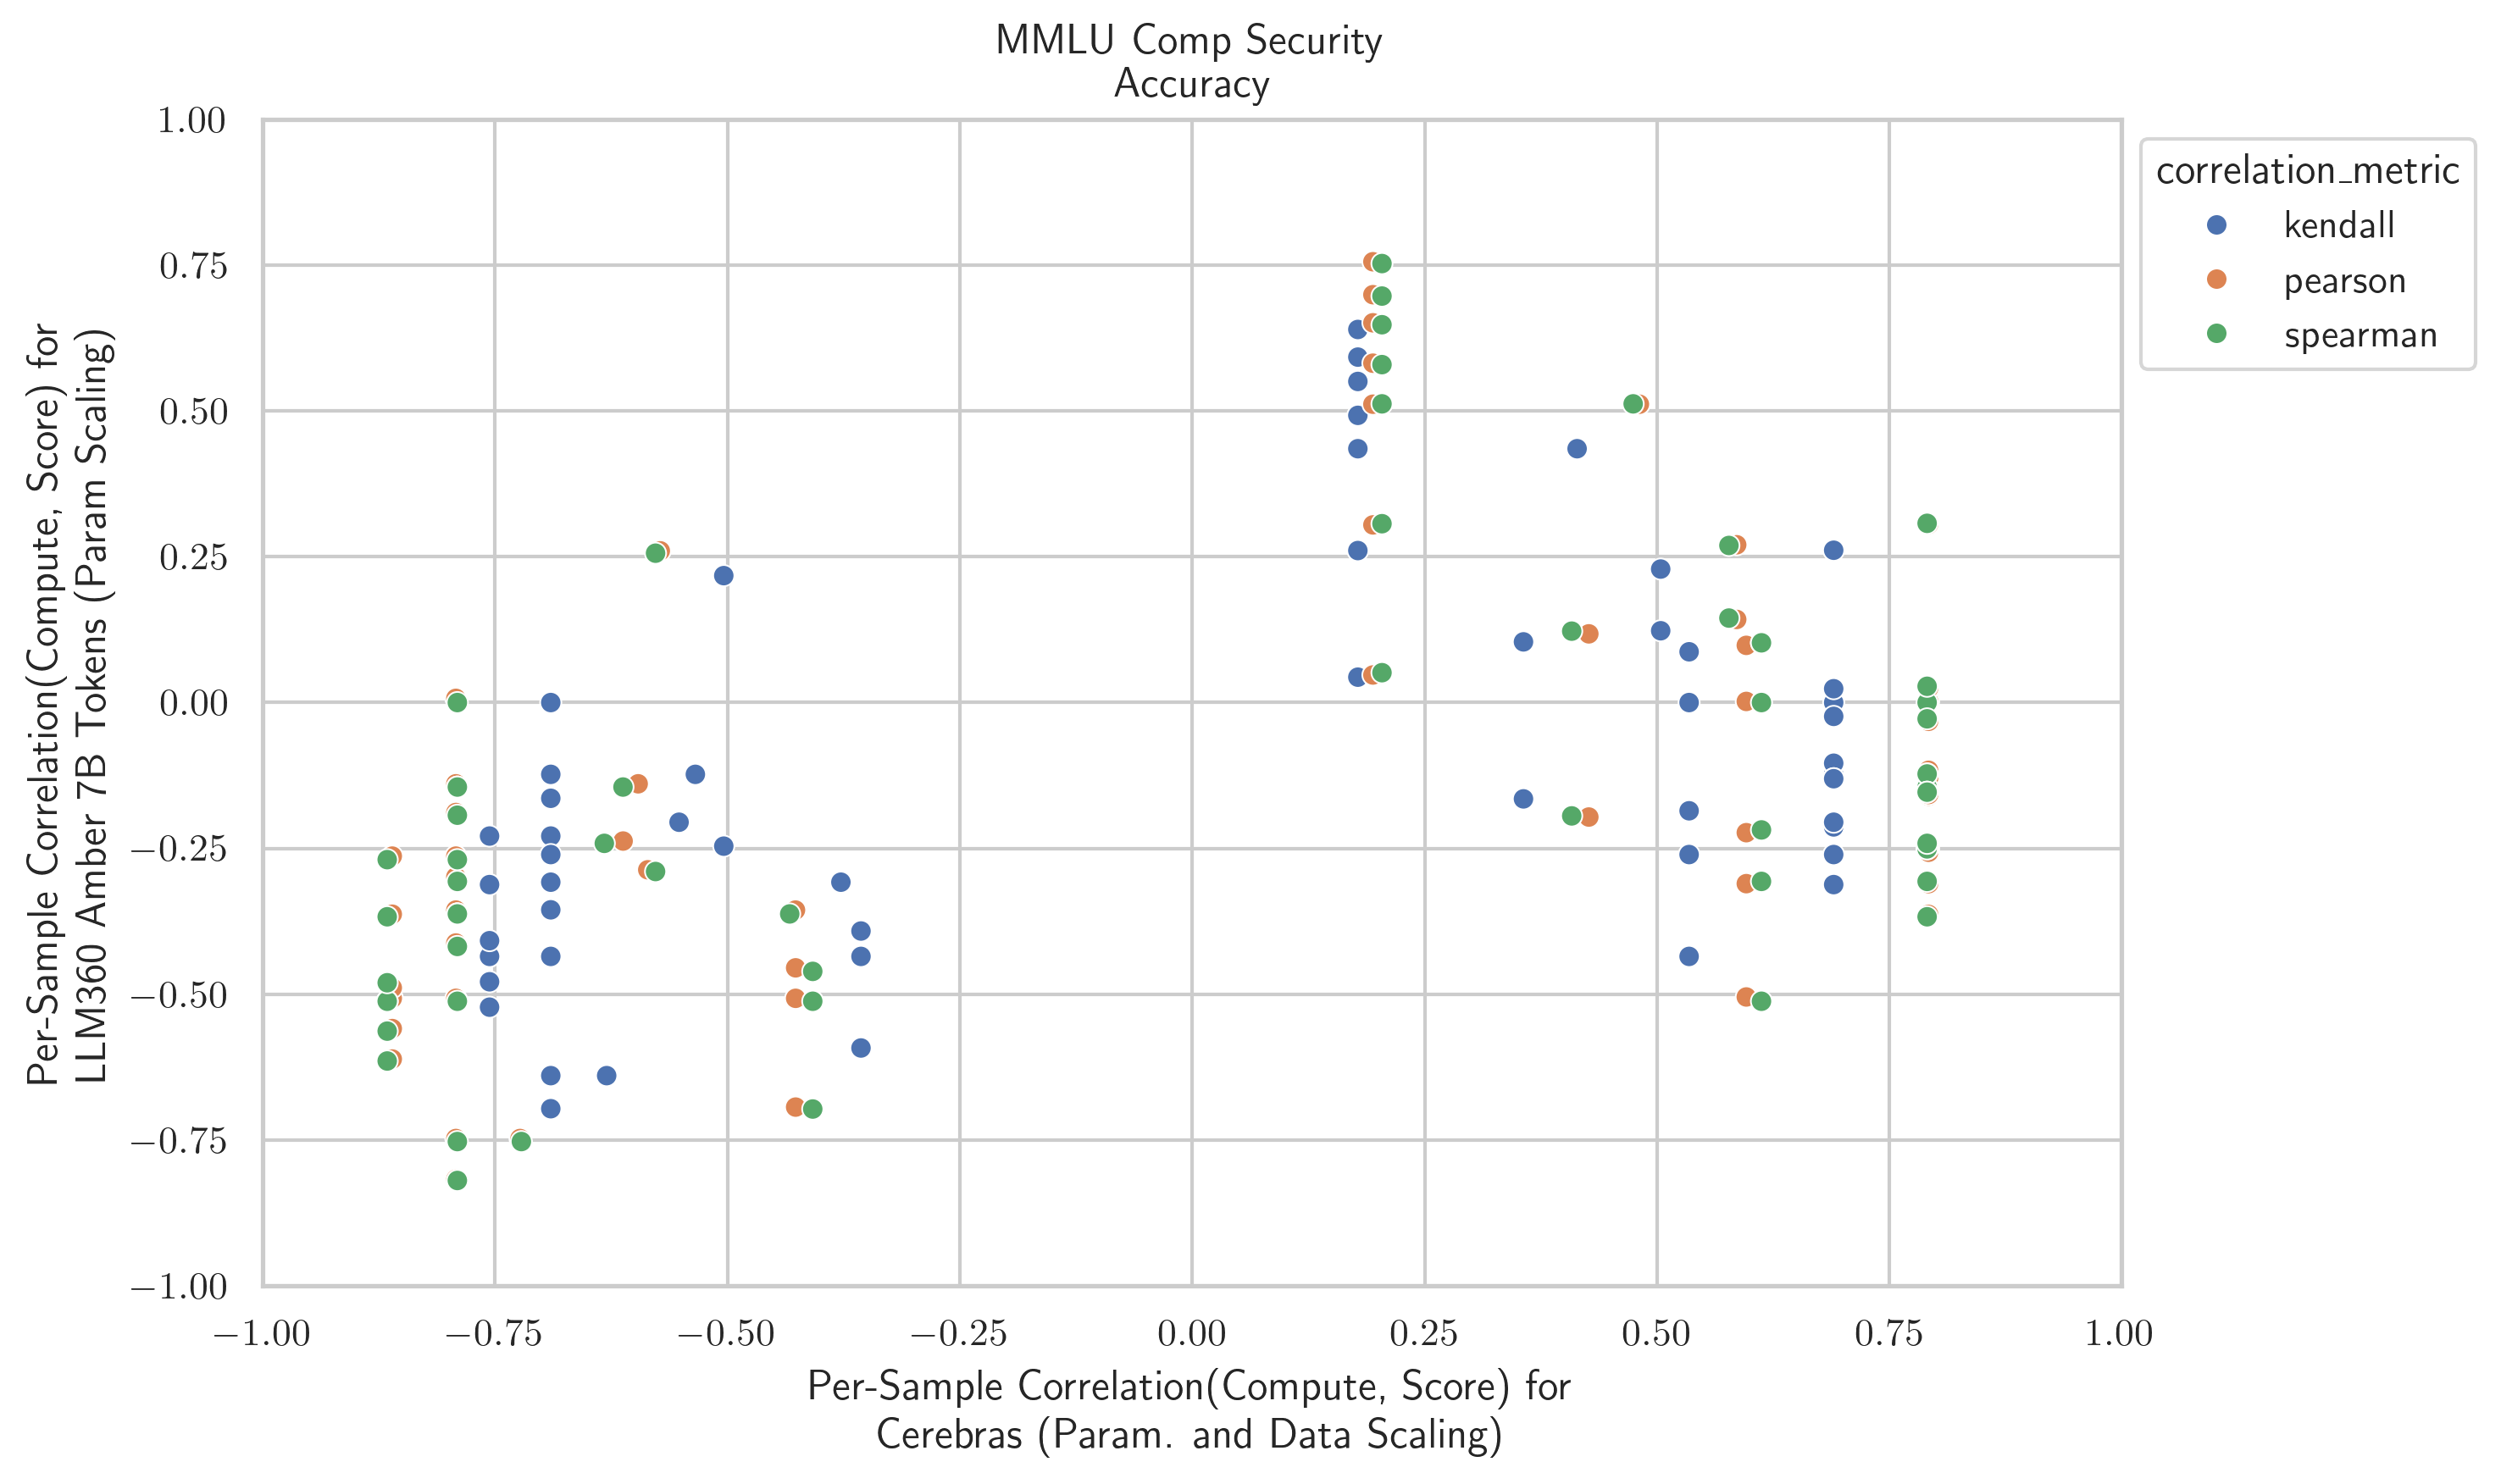 MMLU Comp Security
Accuracy
1.00
0.75
0.50
0.25
0.00
−0.25
−0.50
−0.75
−1.00
Per-Sample Correlation(Compute, Score) for
LLM360 Amber 7B Tokens (Param Scaling)
correlation_metric
kendall
pearson
spearman
−1.00 −0.75 −0.50 −0.25 0.00 0.25 0.50 0.75 1.00
Per-Sample Correlation(Compute, Score) for
Cerebras (Param. and Data Scaling)